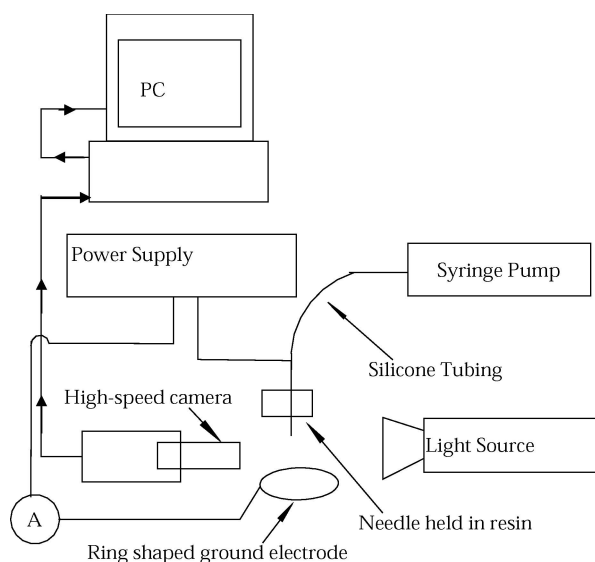 PC
Power Supply
Syringe Pump
Silicone Tubing
High-speed camera
Light Source
A
Needle held in resin
Ring shaped ground electrode